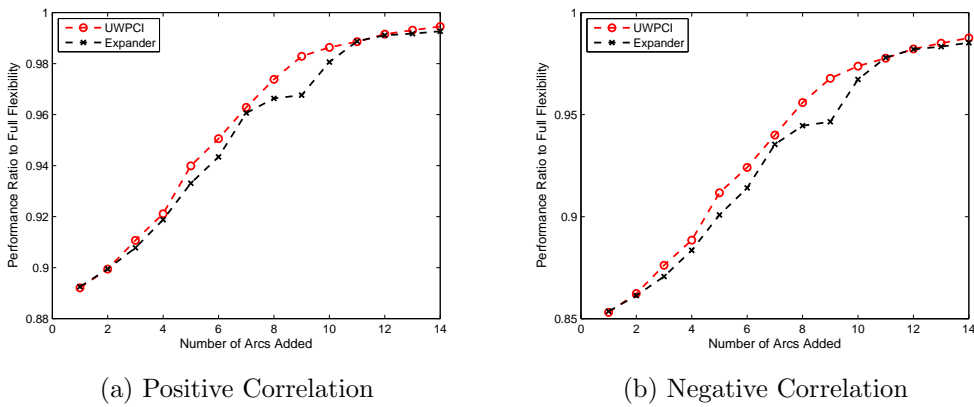 Performance Ratio to Full Flexibility
1
0.98
0.96
0.94
0.92
0.9
0.88
UWPCI
Expander
0 2 4 6 8 10 12 14
Number of Arcs Added
(a) Positive Correlation
Performance Ratio to Full Flexibility
1
0.95
0.9
0.85
UWPCI
Expander
0 2 4 6 8 10 12 14
Number of Arcs Added
(b) Negative Correlation